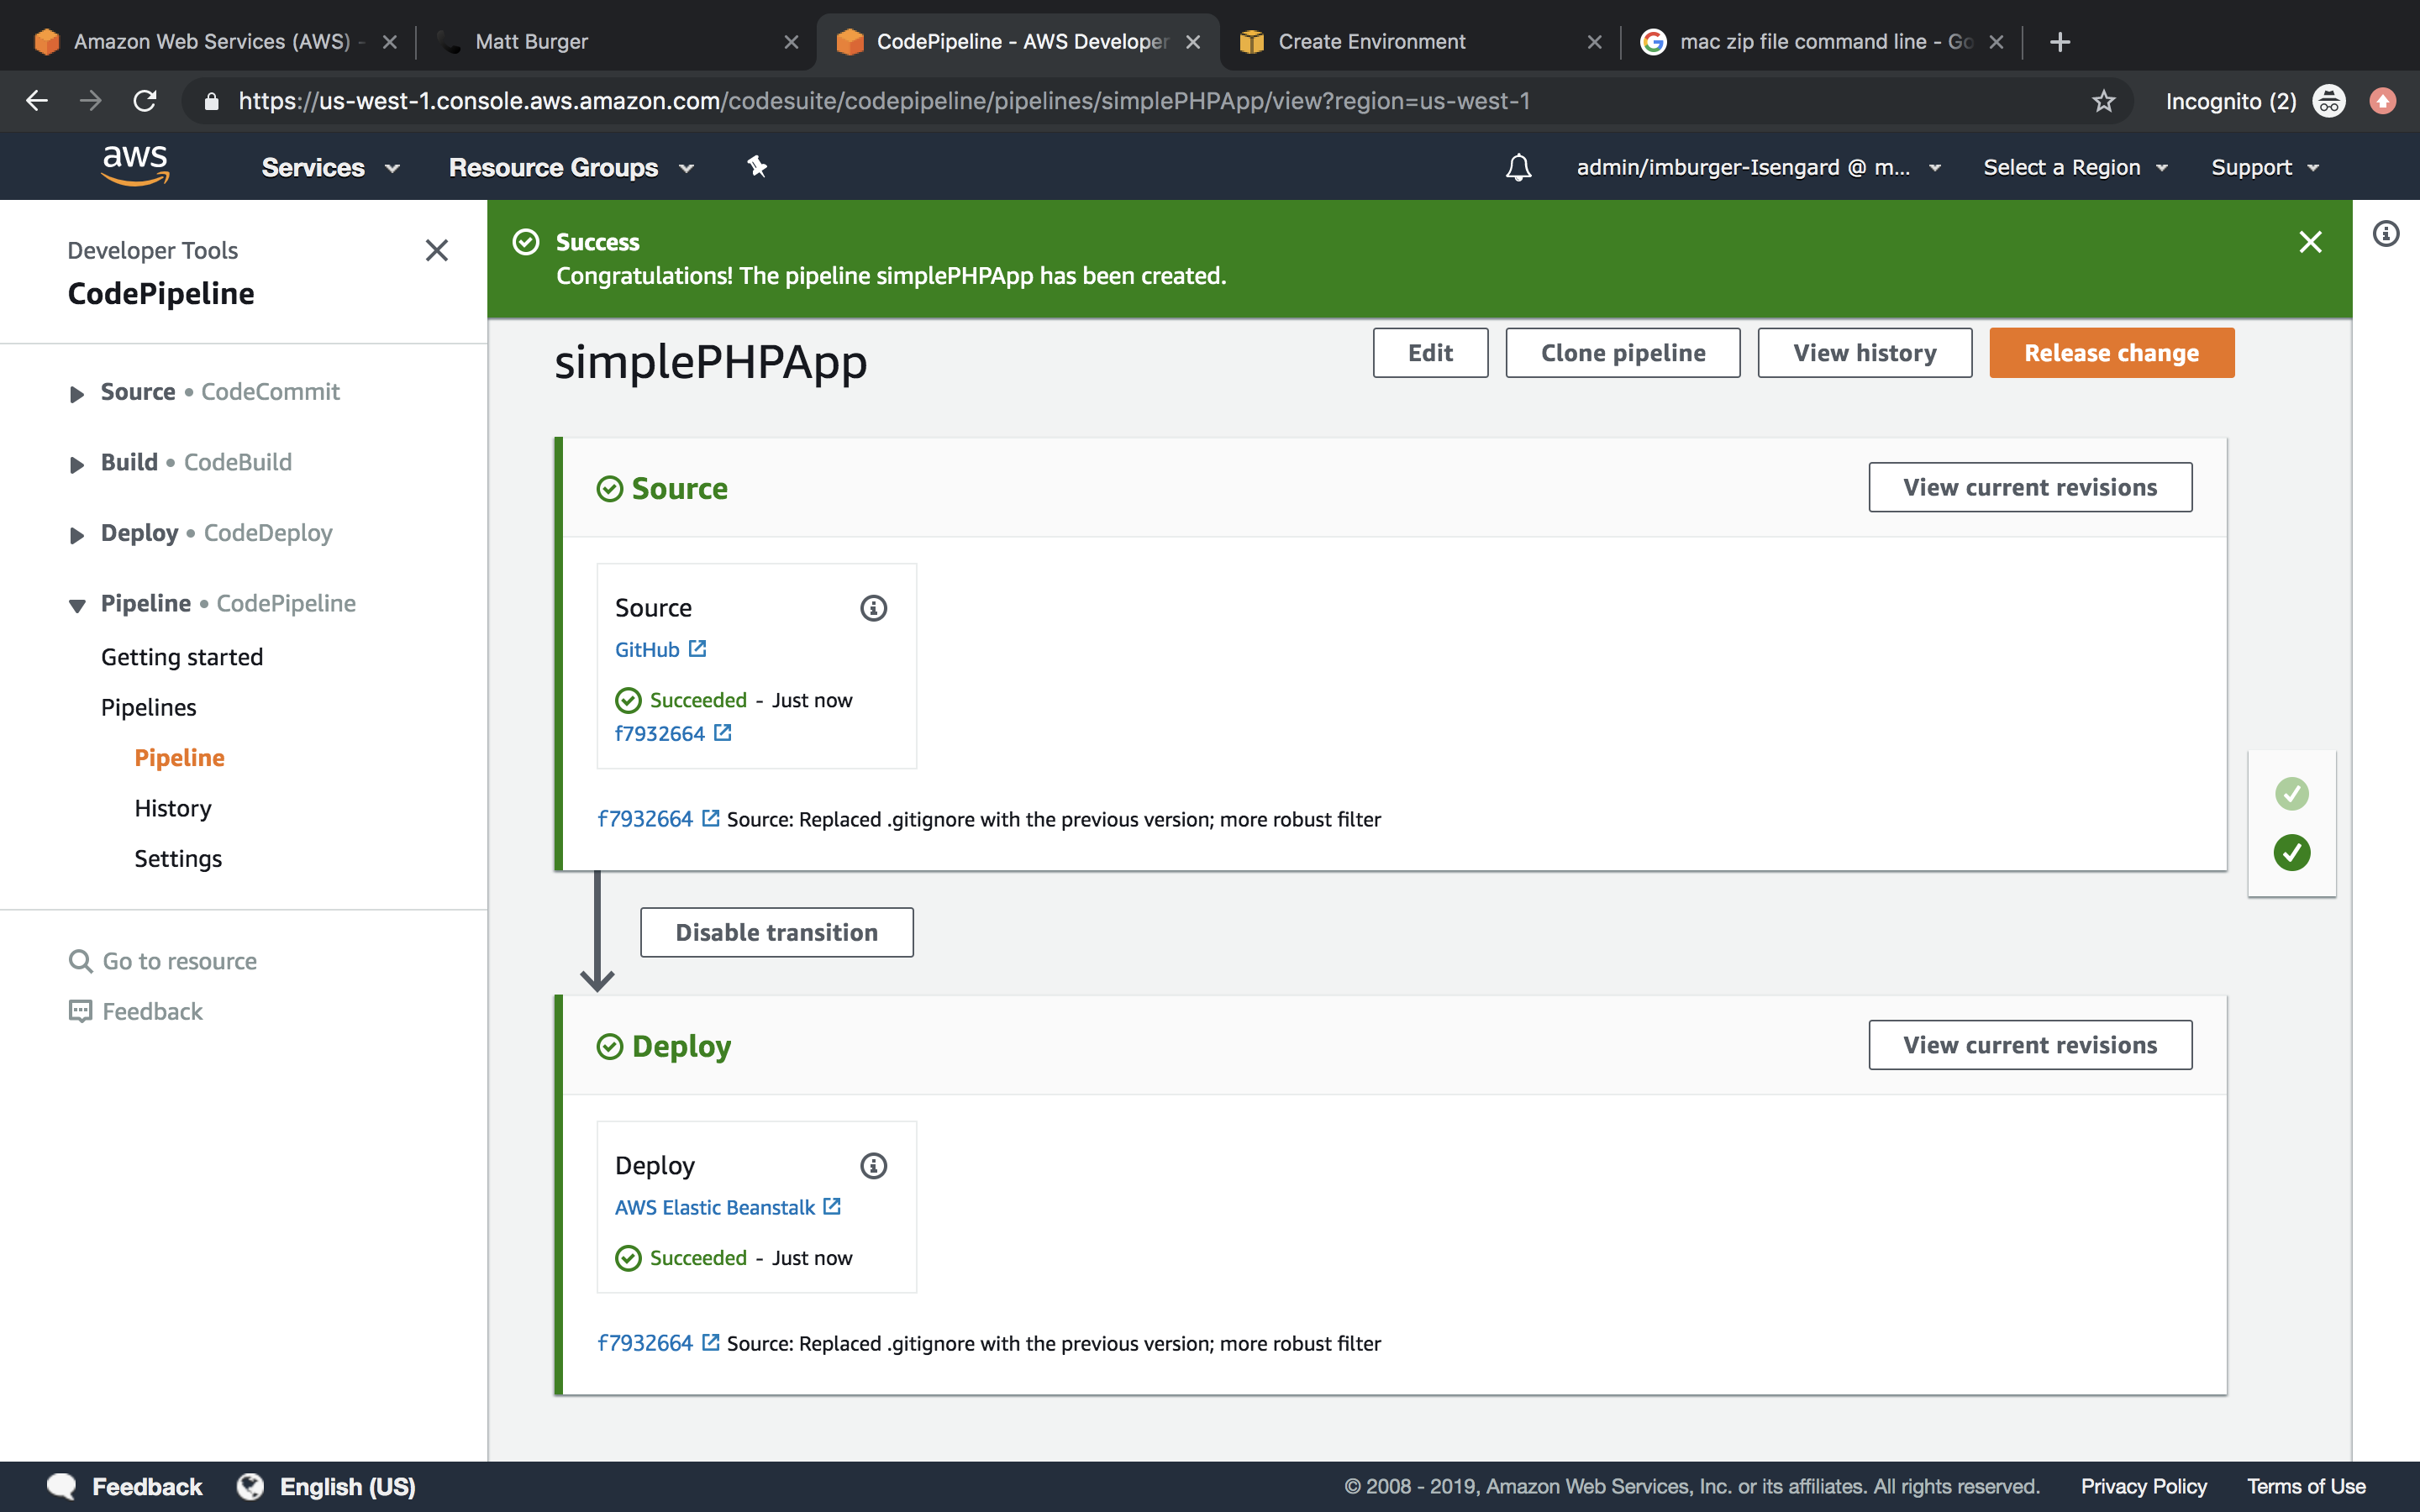 Amazon Web Services (AWS) -
Matt Burger
CodePipeline - AWS Developer
Create Environment
mac zip file command line - Go
https://us-west-1.console.aws.amazon.com/codesuite/codepipeline/pipelines/simplePHPApp/view?region=us-west-1
Incognito (2)
aws
Services
Resource Groups
admin/imburger-Isengard @ m...
Select a Region
Support
Developer Tools
CodePipeline
Source • CodeCommit
Build • CodeBuild
Deploy • CodeDeploy
Pipeline • CodePipeline
Getting started
Pipelines
Pipeline
History
Settings
Go to resource
Feedback
Success
Congratulations! The pipeline simplePHPApp has been created.
simplePHPApp
Edit
Clone pipeline
View history
Release change
Source
View current revisions
Source
GitHub
Succeeded - Just now
f7932664
f7932664 Source: Replaced .gitignore with the previous version; more robust filter
Disable transition
Deploy
View current revisions
Deploy
AWS Elastic Beanstalk
Succeeded - Just now
f7932664 Source: Replaced .gitignore with the previous version; more robust filter
Feedback
English (US)
© 2008 - 2019, Amazon Web Services, Inc. or its affiliates. All rights reserved.
Privacy Policy
Terms of Use